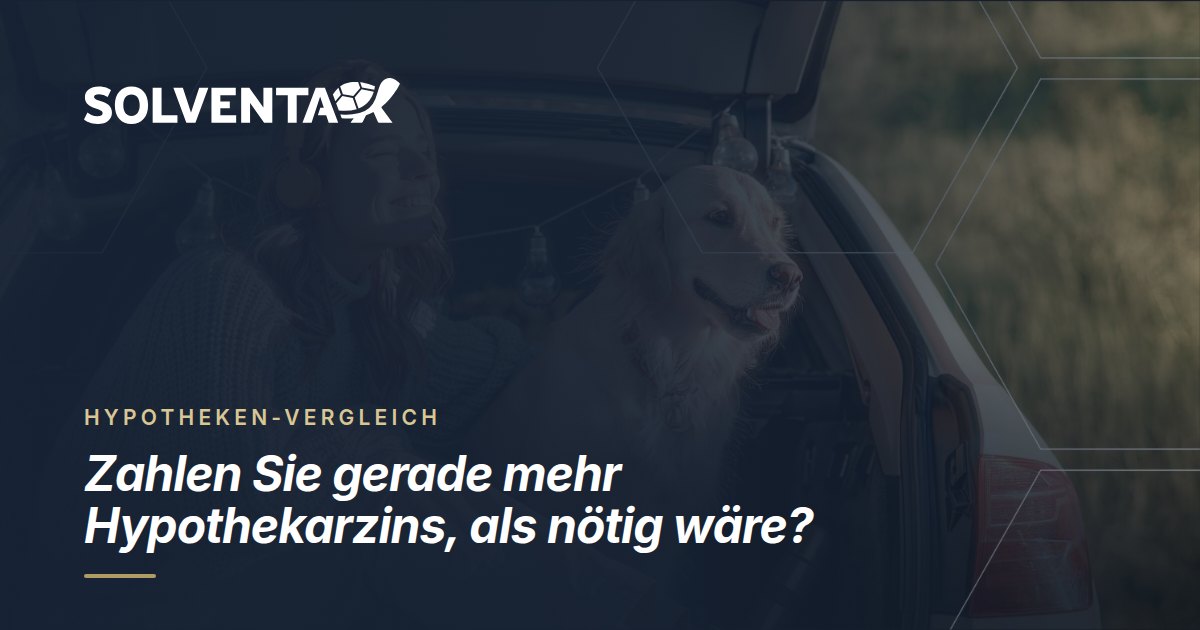 SOLVENTA
HYPOTHEKEN-VERGLEICH
Zahlen Sie gerade mehr
Hypothekarzins, als nötig wäre?